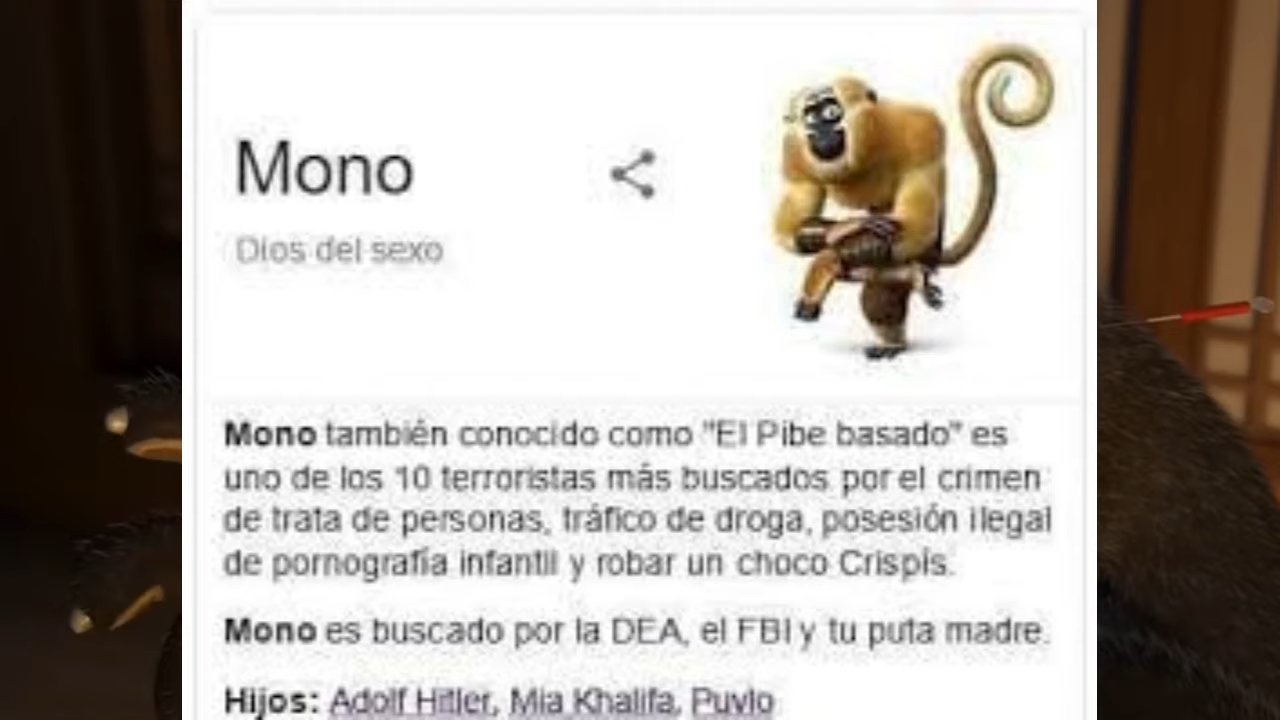 Mono
Dios del sexo
Mono también conocido como "El Pibe basado" es
uno de los 10 terroristas más buscados por el crimen
de trata de personas, tráfico de droga, posesión ilegal
de pornografía infantil y robar un choco Crispis.
Mono es buscado por la DEA, el FBI y tu puta madre.
Hijos: Adolf Hitler, Mia Khalifa, Puvlo